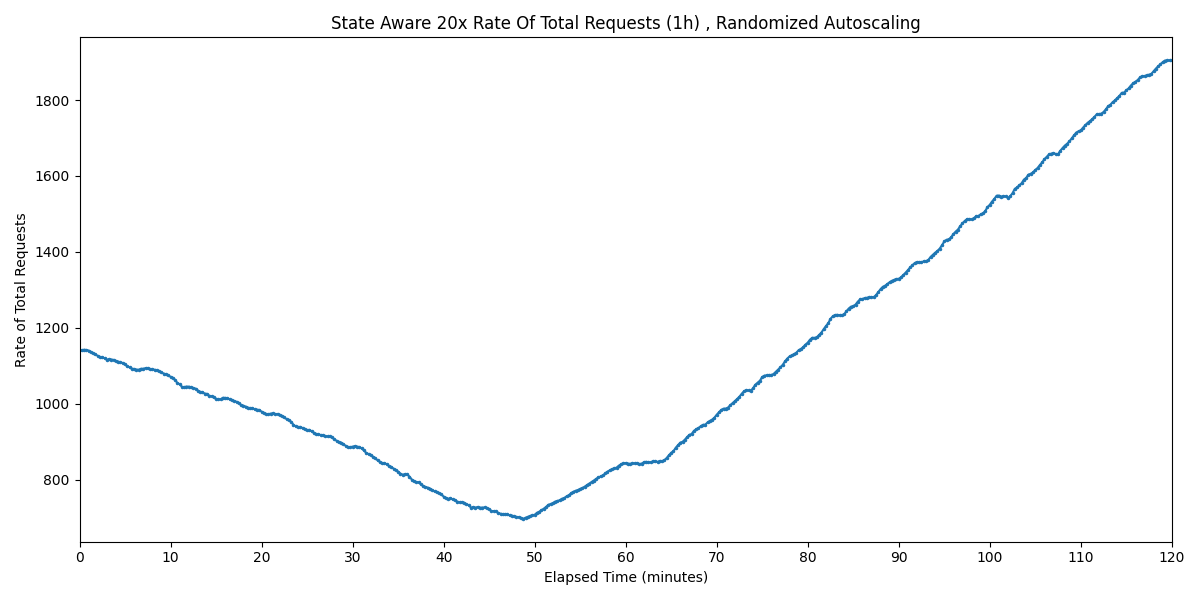 State Aware 20x Rate Of Total Requests (1h) , Randomized Autoscaling
Rate of Total Requests
1800
1600
1400
1200
1000
800
0 10 20 30 40 50 60 70 80 90 100 110 120
Elapsed Time (minutes)